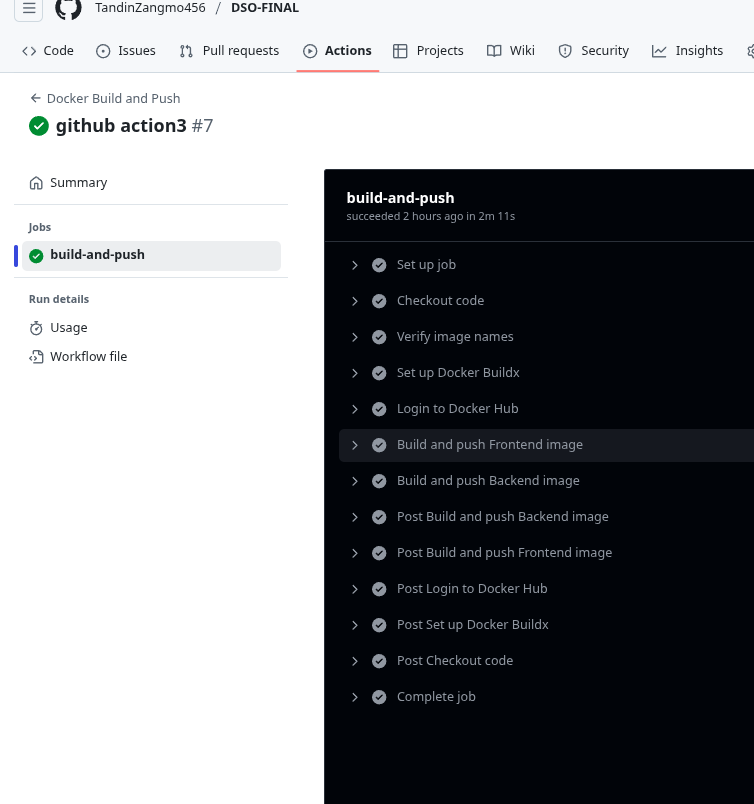 TandinZangmo456 / DSO-FINAL
Code Issues Pull requests Actions Projects Wiki Security Insights
Docker Build and Push
github action3 #7
Summary
Jobs
build-and-push
Run details
Usage
Workflow file
build-and-push
succeeded 2 hours ago in 2m 11s
Set up job
Checkout code
Verify image names
Set up Docker Buildx
Login to Docker Hub
Build and push Frontend image
Build and push Backend image
Post Build and push Backend image
Post Build and push Frontend image
Post Login to Docker Hub
Post Set up Docker Buildx
Post Checkout code
Complete job